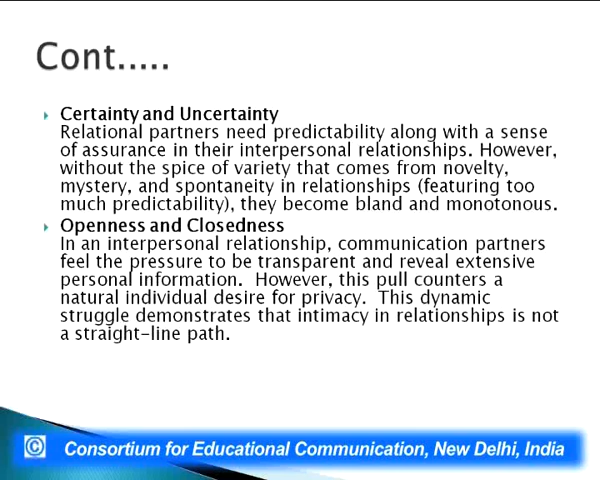 Cont.....
Certainty and Uncertainty
Relational partners need predictability along with a sense
of assurance in their interpersonal relationships. However,
without the spice of variety that comes from novelty,
mystery, and spontaneity in relationships (featuring too
much predictability), they become bland and monotonous.
Openness and Closedness
In an interpersonal relationship, communication partners
feel the pressure to be transparent and reveal extensive
personal information.  However, this pull counters a
natural individual desire for privacy.  This dynamic
struggle demonstrates that intimacy in relationships is not
a straight-line path.
© Consortium for Educational Communication, New Delhi, India